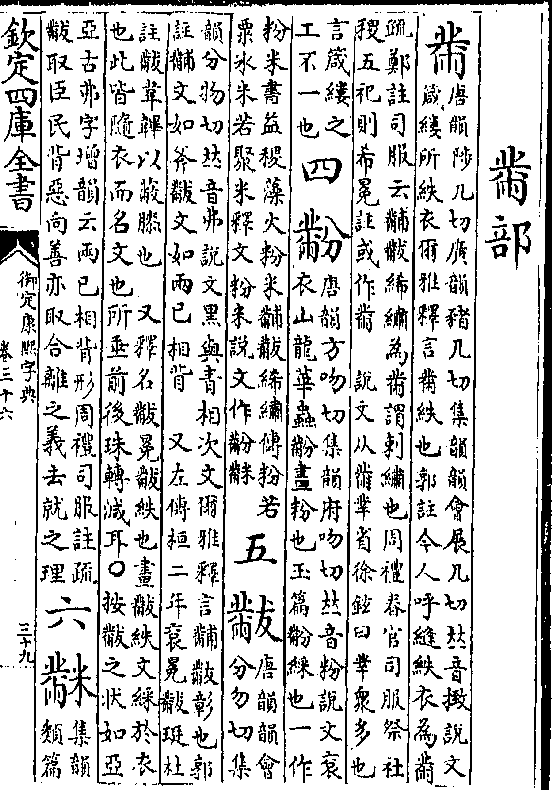 黹部
黹
唐韻陟几切廣韻豬几切集韻韻會展几切𠀤音㨖說文
箴縷所紩衣爾雅釋言黹紩也郭註今人呼縫紩衣為黹
疏鄭註司服云黼黻絺繡為黹謂刺繡也周禮春官司服祭社
稷五祀則希冕註或作黹　說文从㡀丵省徐鉉曰丵衆多也
言箴縷之
工不一也
四
黺
唐韻方吻切集韻府吻切𠀤音粉說文袞
衣山龍華蟲黺畫粉也玉篇黺綵也一作
粉米書益稷藻火粉米黼黻絺繡傳粉若
粟冰米若聚米釋文粉米說文作黺𪓋
五
黻
唐韻韻會
分勿切集
韻分物切𠀤音弗說文黑與青相次文爾雅釋言黼黻彰也郭
註黼文如斧黻文如兩己相背　又左傳桓二年袞冕黻珽杜
註黻韋韠以蔽膝也　又釋名黻冕黻紩也畫黻紩文綵於衣
也此皆隨衣而名文也所垂前後珠轉減耳○按黻之狀如亞
亞古弗字增韻云兩己相背形周禮司服註疏
黻取臣民背惡向善亦取合離之義去就之理
六
𪓋
集韻
類篇
欽定四庫全書
御定康熙字典
卷三十六
三十九